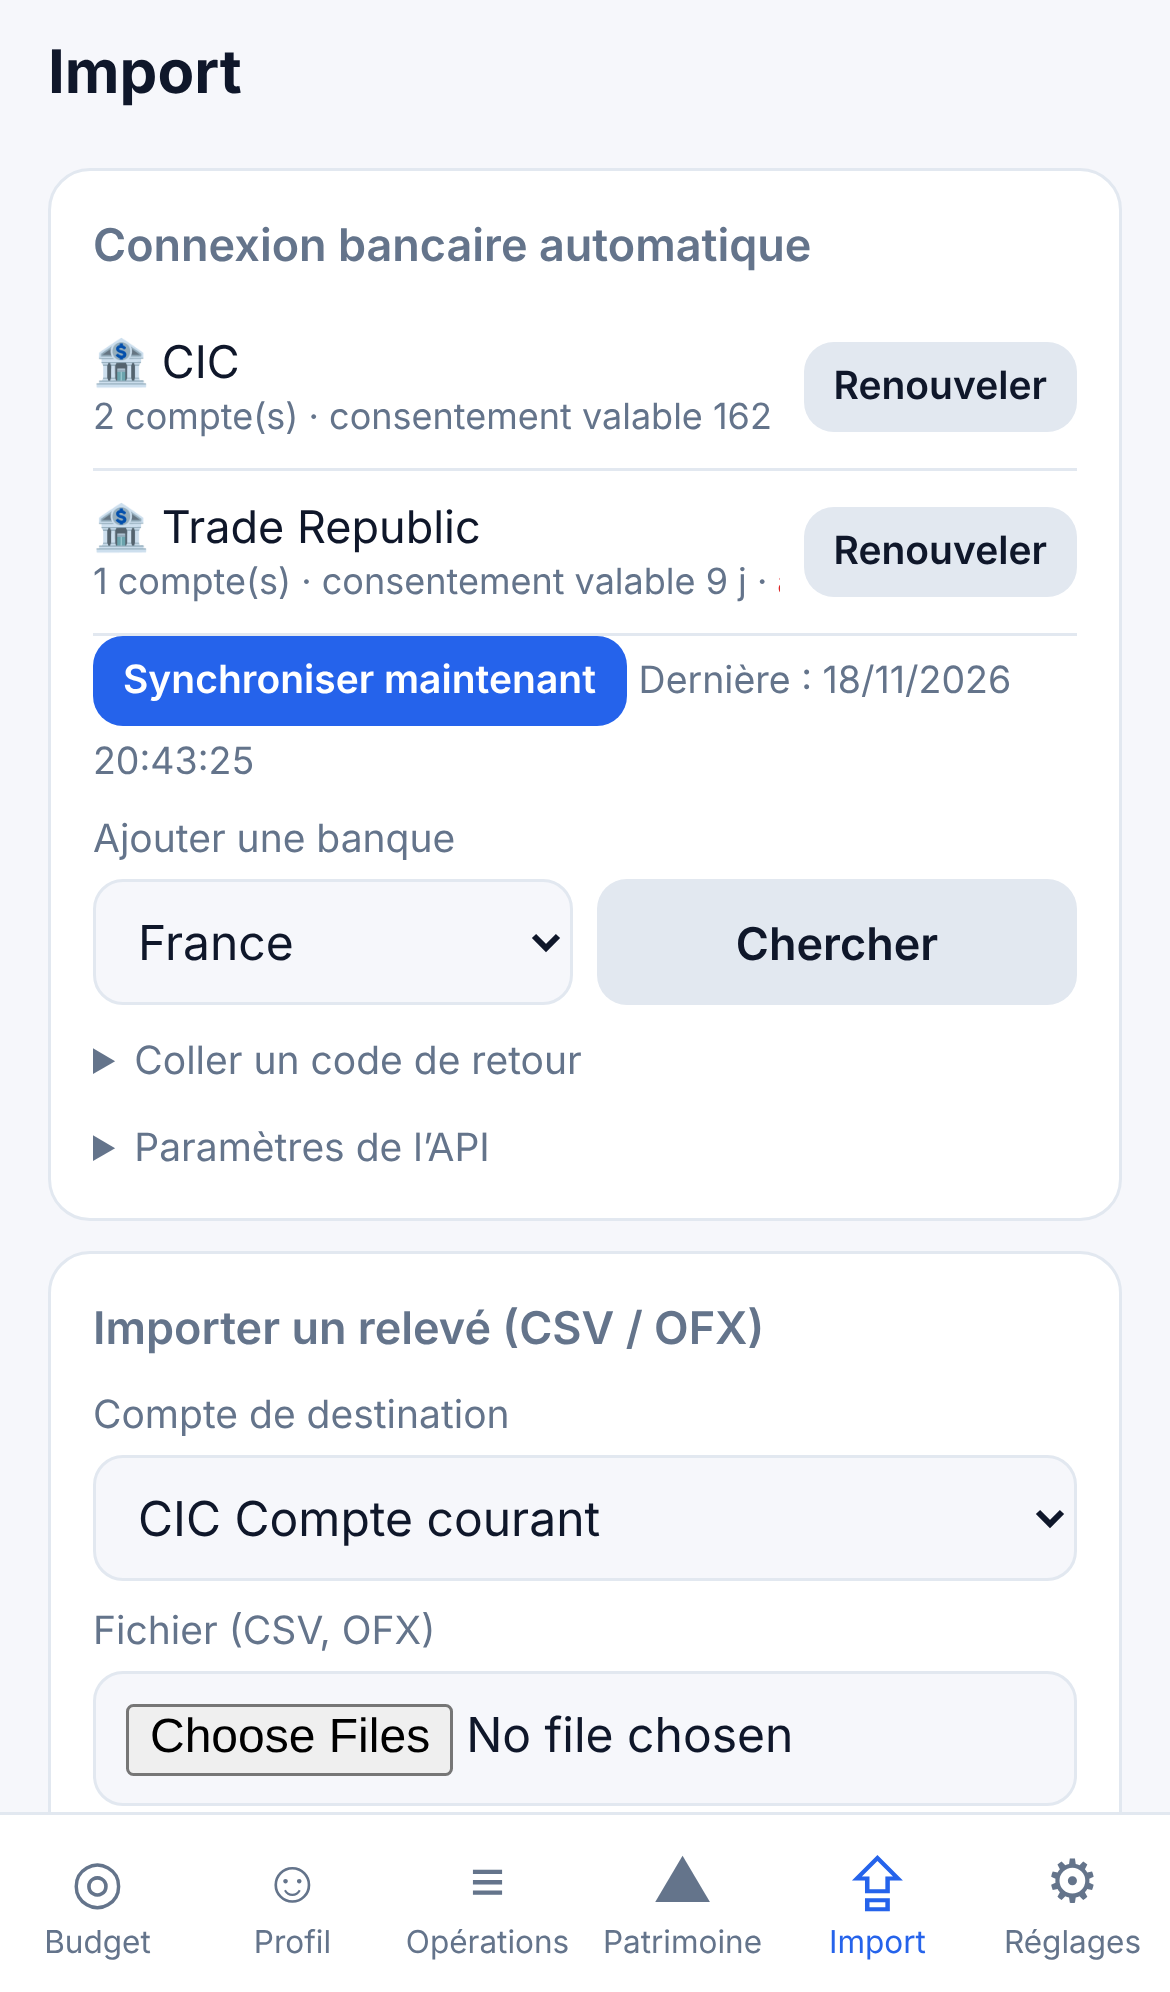 Import
Connexion bancaire automatique
CIC
2 compte(s) · consentement valable 162
Renouveler
Trade Republic
1 compte(s) · consentement valable 9 j ·
Renouveler
Synchroniser maintenant Dernière : 18/11/2026
20:43:25
Ajouter une banque
France
Chercher
Coller un code de retour
Paramètres de l’API
Importer un relevé (CSV / OFX)
Compte de destination
CIC Compte courant
Fichier (CSV, OFX)
Choose Files No file chosen
Budget Profil Opérations Patrimoine Import Réglages